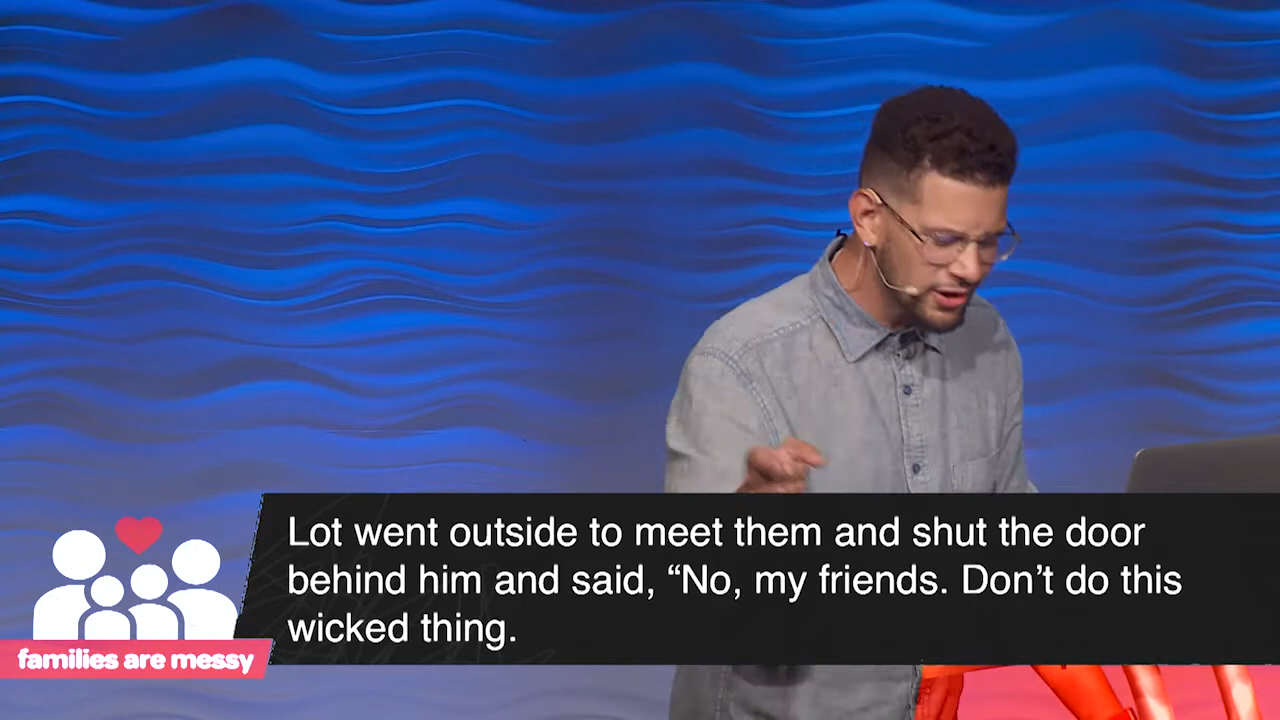 Lot went outside to meet them and shut the door
behind him and said, “No, my friends. Don’t do this
wicked thing.
families are messy